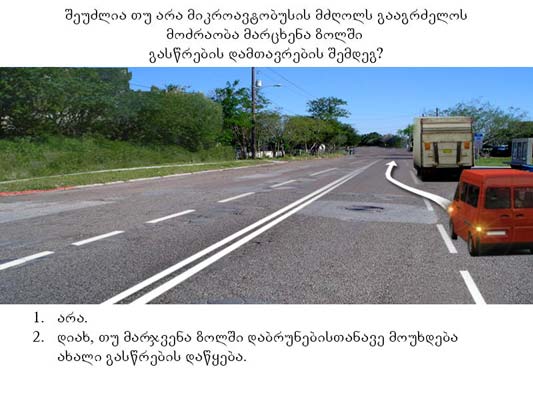 შეუძლია თუ არა მიკროავტობუსის მძღოლს გააგრძელოს
მოძრაობა მარცხენა ზოლში
გასწრების დამთავრების შემდეგ?
1. არა.
2. დიახ, თუ მარჯვენა ზოლში დაბრუნებისთანავე მოუხდება
ახალი გასწრების დაწყება.